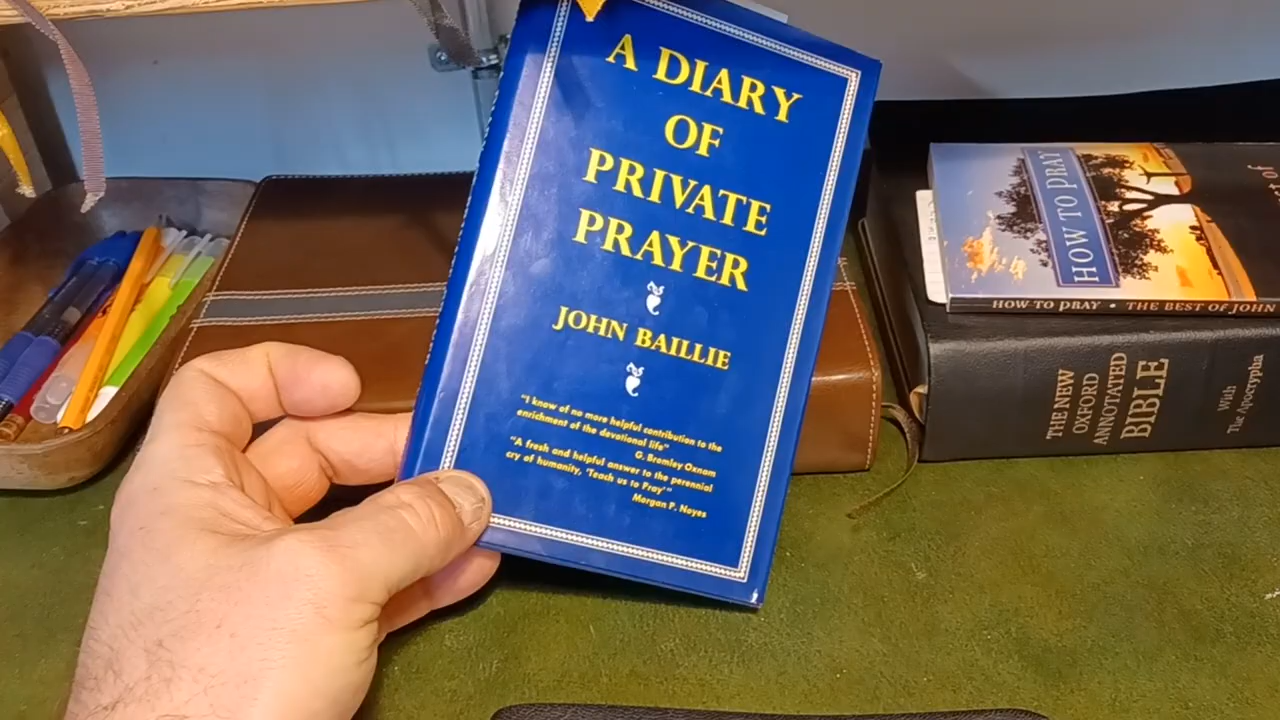 A DIARY
OF
PRIVATE
PRAYER
JOHN BAILLIE
"I know of no more helpful contribution to the
enrichment of the devotional life"
G. Bromley Oxnam
"A fresh and helpful answer to the perennial
cry of humanity, 'Teach us to Pray'"
Morgan P. Noyes
HOW TO PRAY
HOW TO PRAY • THE BEST OF JOHN
THE NEW
OXFORD
ANNOTATED
BIBLE
With
The Apocrypha